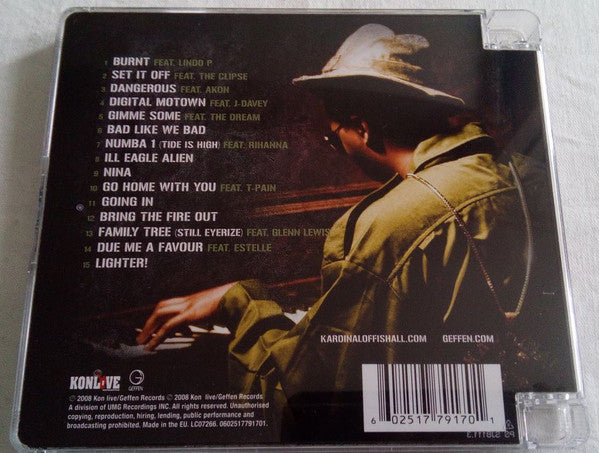 1 BURNT FEAT. LINDO P
2 SET IT OFF FEAT. THE CLIPSE
3 DANGEROUS FEAT. AKON
4 DIGITAL MOTOWN FEAT. J-DAVEY
5 GIMME SOME FEAT. THE DREAM
6 BAD LIKE WE BAD
7 NUMBA 1 (TIDE IS HIGH) FEAT. RIHANNA
8 ILL EAGLE ALIEN
9 NINA
10 GO HOME WITH YOU FEAT. T-PAIN
11 GOING IN
12 BRING THE FIRE OUT
13 FAMILY TREE (STILL EYERIZE) FEAT. GLENN LEWIS
14 DUE ME A FAVOUR FEAT. ESTELLE
15 LIGHTER!
KARDINALOFFISHALL.COM GEFFEN.COM
KONLIVE GEFFEN
℗ 2008 Kon live/Geffen Records © 2008 Kon live/Geffen Records
A division of UMG Recordings INC. All rights reserved. Unauthorised
copying, reproduction, hiring, lending, public performance and
broadcasting prohibited. Made in the EU. LC07266. 0602517791701.
6 02517 79170 1